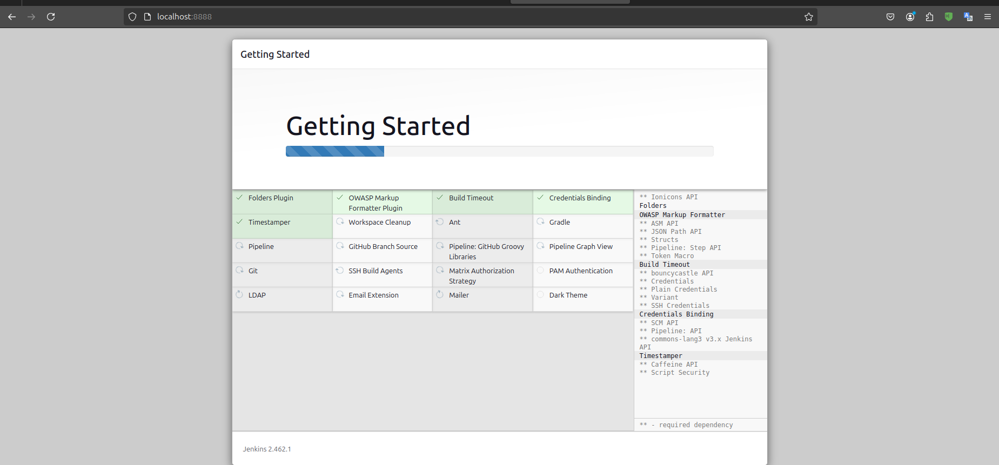 localhost:8888
Getting Started
Getting Started
Folders Plugin
OWASP Markup
Formatter Plugin
Build Timeout
Credentials Binding
Timestamper
Workspace Cleanup
Ant
Gradle
Pipeline
GitHub Branch Source
Pipeline: GitHub Groovy
Libraries
Pipeline Graph View
Git
SSH Build Agents
Matrix Authorization
Strategy
PAM Authentication
LDAP
Email Extension
Mailer
Dark Theme
** Ionicons API
Folders
OWASP Markup Formatter
** ASM API
** JSON Path API
** Structs
** Pipeline: Step API
** Token Macro
Build Timeout
** bouncycastle API
** Credentials
** Plain Credentials
** Variant
** SSH Credentials
Credentials Binding
** SCM API
** Pipeline: API
** commons-lang3 v3.x Jenkins
API
Timestamper
** Caffeine API
** Script Security
** - required dependency
Jenkins 2.462.1